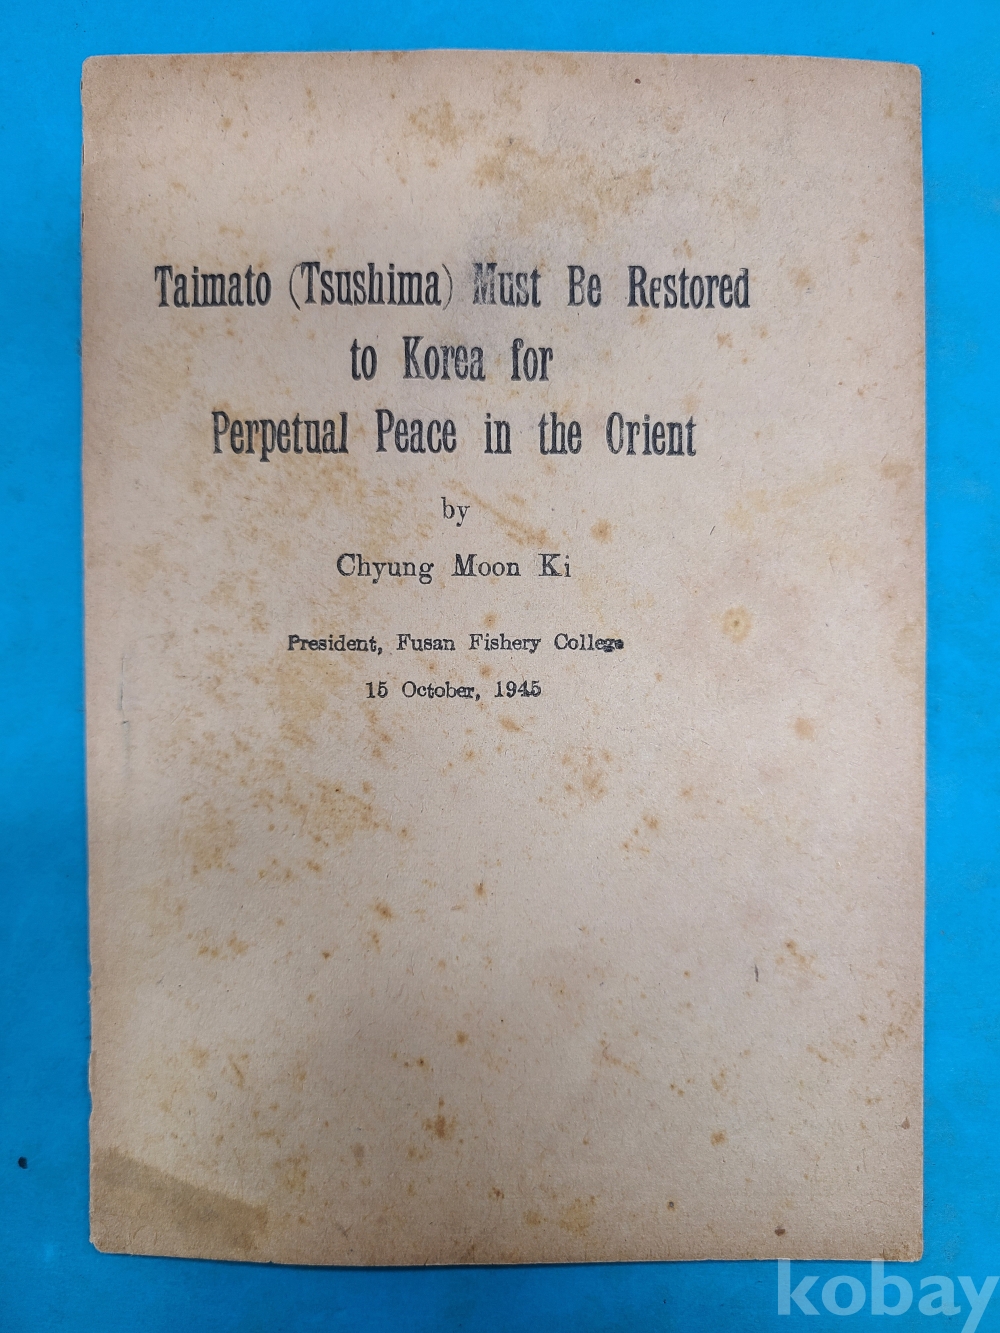 Taimato (Tsushima) Must Be Restored
to Korea for
Perpetual Peace in the Orient
by
Chyung Moon Ki
President, Fusan Fishery College
15 October, 1945
kobay